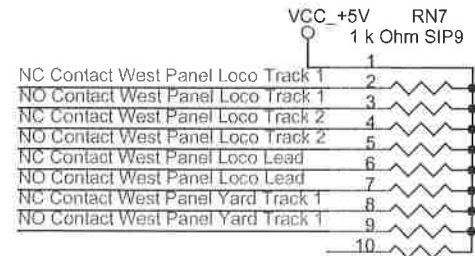 VCC_+5V RN7
1 k Ohm SIP9
1
NC Contact West Panel Loco Track 1 2
NO Contact West Panel Loco Track 1 3
NC Contact West Panel Loco Track 2 4
NO Contact West Panel Loco Track 2 5
NC Contact West Panel Loco Lead 6
NO Contact West Panel Loco Lead 7
NC Contact West Panel Yard Track 1 8
NO Contact West Panel Yard Track 1 9
10